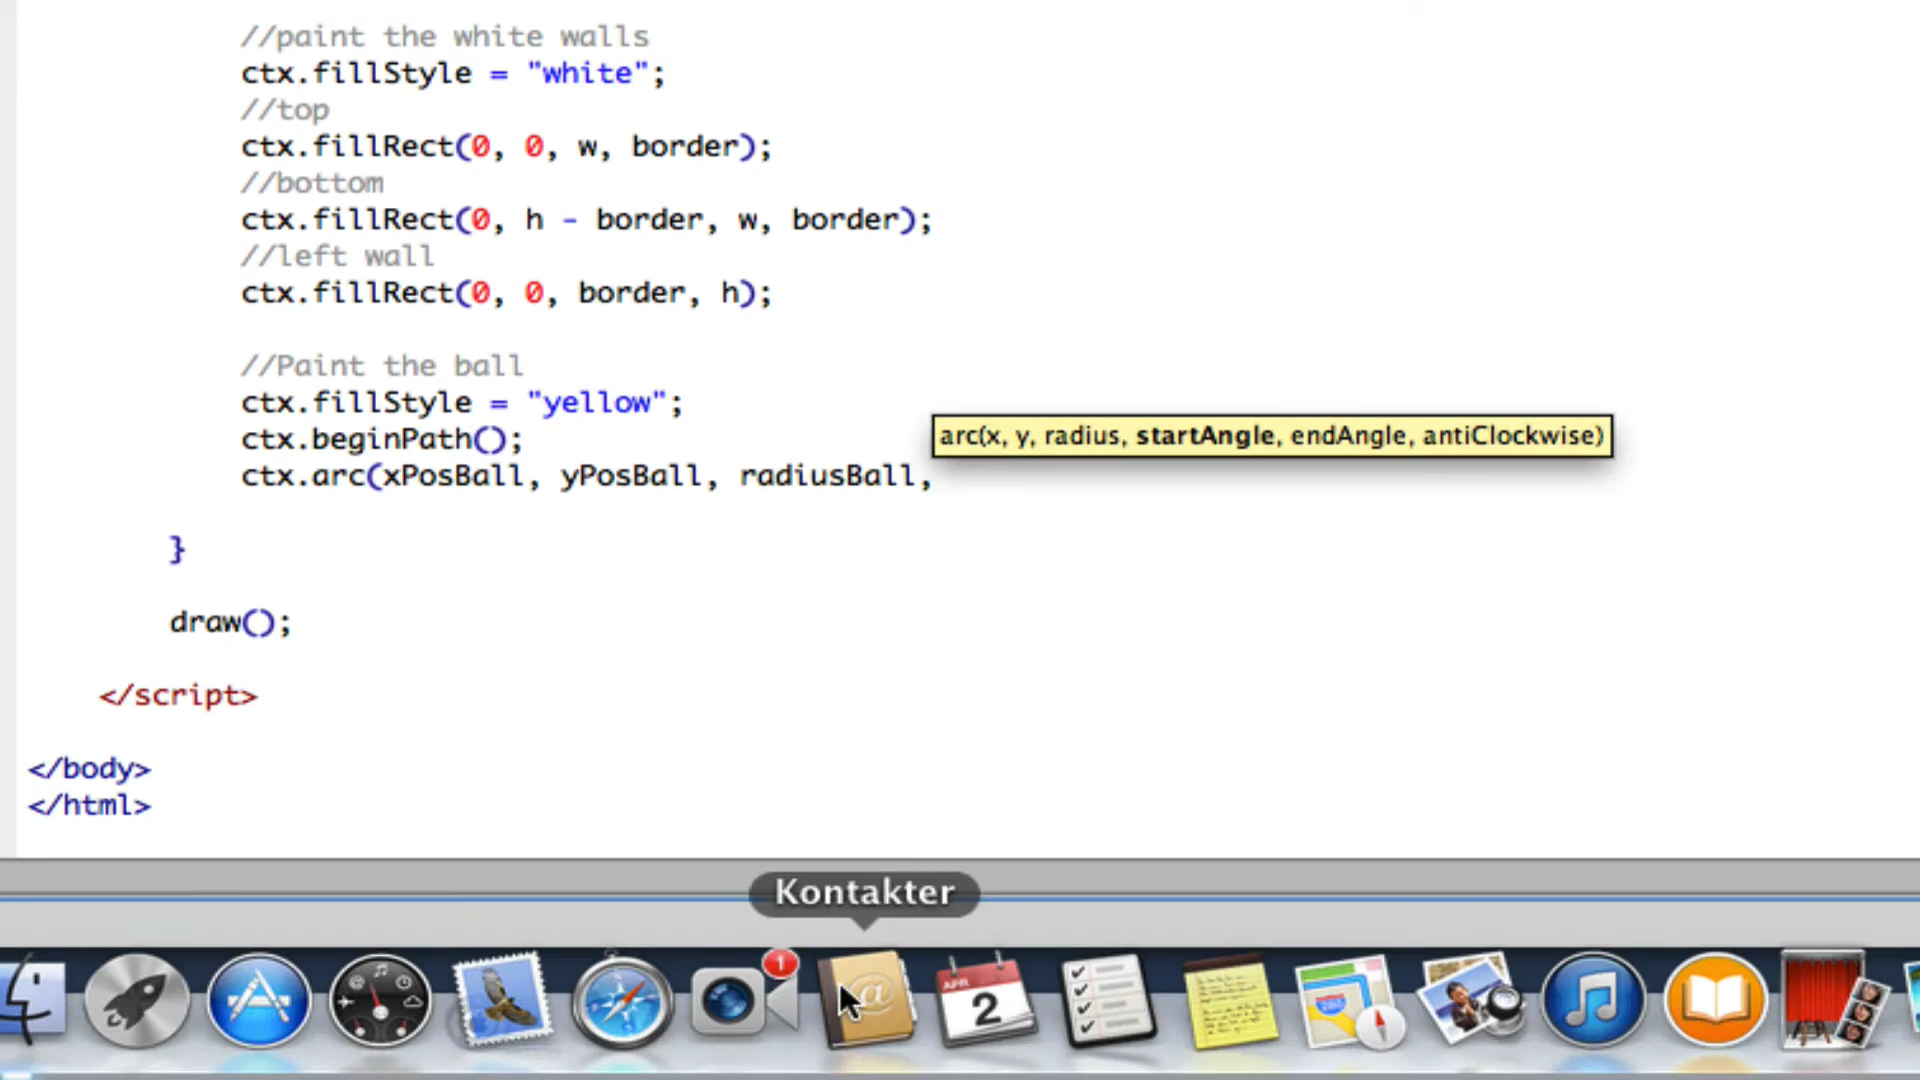 //paint the white walls
ctx.fillStyle = "white";
//top
ctx.fillRect(0, 0, w, border);
//bottom
ctx.fillRect(0, h - border, w, border);
//left wall
ctx.fillRect(0, 0, border, h);
//Paint the ball
ctx.fillStyle = "yellow";
ctx.beginPath();
arc(x, y, radius, startAngle, endAngle, antiClockwise)
ctx.arc(xPosBall, yPosBall, radiusBall,
}
draw();
</script>
</body>
</html>
Kontakter
1
@
APR
2